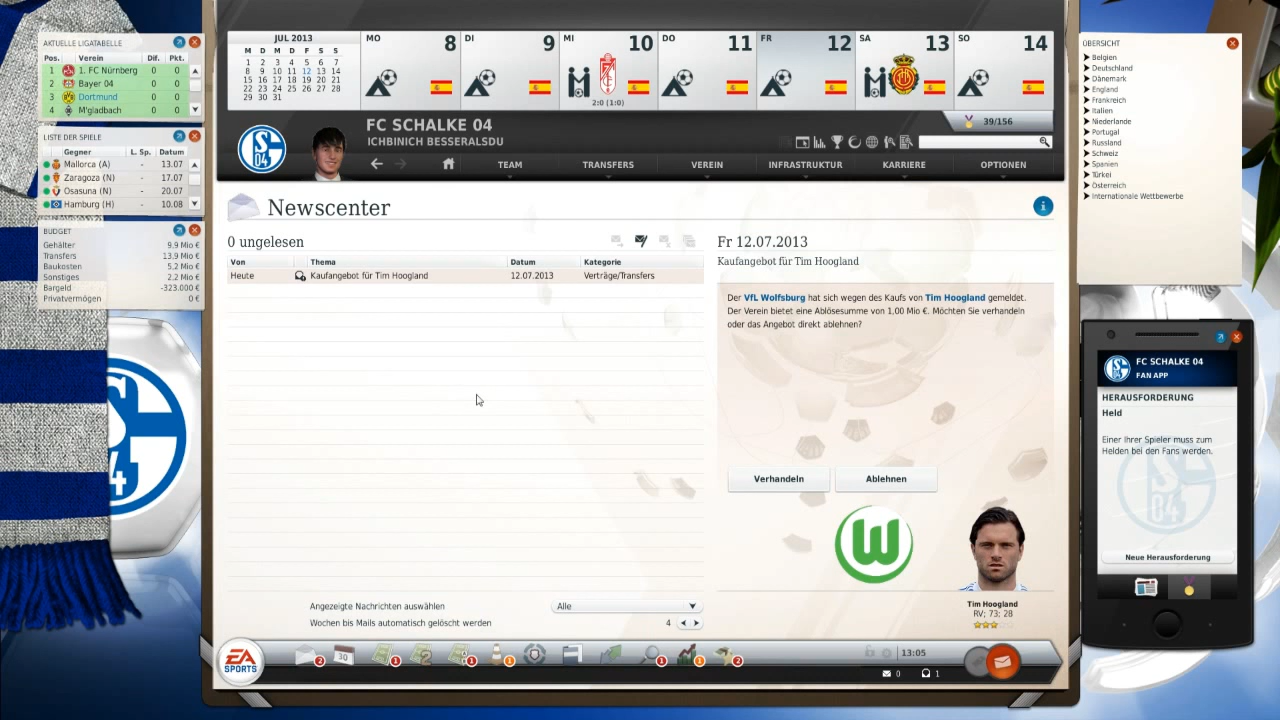 AKTUELLE LIGATABELLE
Pos. Verein Dif. Pkt.
1 1. FC Nürnberg 0 0
2 Bayer 04 0 0
3 Dortmund 0 0
4 M'gladbach 0 0
LISTE DER SPIELE
Gegner L. Sp. Datum
Mallorca (A) - 13.07
Zaragoza (N) - 17.07
Osasuna (N) - 20.07
Hamburg (H) - 10.08
BUDGET
Gehälter 9.9 Mio €
Transfers 13.9 Mio €
Baukosten 5.2 Mio €
Sonstiges 2.2 Mio €
Bargeld -323.000 €
Privatvermögen 0 €
JUL 2013
M D M D F S S
1 2 3 4 5 6 7
8 9 10 11 12 13 14
15 16 17 18 19 20 21
22 23 24 25 26 27 28
29 30 31
MO 8
DI 9
MI 10
2:0 (1:0)
DO 11
FR 12
SA 13
SO 14
FC SCHALKE 04
ICHBINICH BESSERALSDU
39/156
TEAM TRANSFERS VEREIN INFRASTRUKTUR KARRIERE OPTIONEN
Newscenter
0 ungelesen
Von Thema Datum Kategorie
Heute Kaufangebot für Tim Hoogland 12.07.2013 Verträge/Transfers
Angezeigte Nachrichten auswählen Alle
Wochen bis Mails automatisch gelöscht werden 4
Fr 12.07.2013
Kaufangebot für Tim Hoogland
Der VfL Wolfsburg hat sich wegen des Kaufs von Tim Hoogland gemeldet.
Der Verein bietet eine Ablösesumme von 1,00 Mio €. Möchten Sie verhandeln
oder das Angebot direkt ablehnen?
Verhandeln Ablehnen
Tim Hoogland
RV; 73; 28
EA SPORTS
2 30 1 2 1 1 1 1 2
13:05
0 1
ÜBERSICHT
Belgien
Deutschland
Dänemark
England
Frankreich
Italien
Niederlande
Portugal
Russland
Schweiz
Spanien
Türkei
Österreich
Internationale Wettbewerbe
FC SCHALKE 04
FAN APP
HERAUSFORDERUNG
Held
Einer Ihrer Spieler muss zum
Helden bei den Fans werden.
Neue Herausforderung